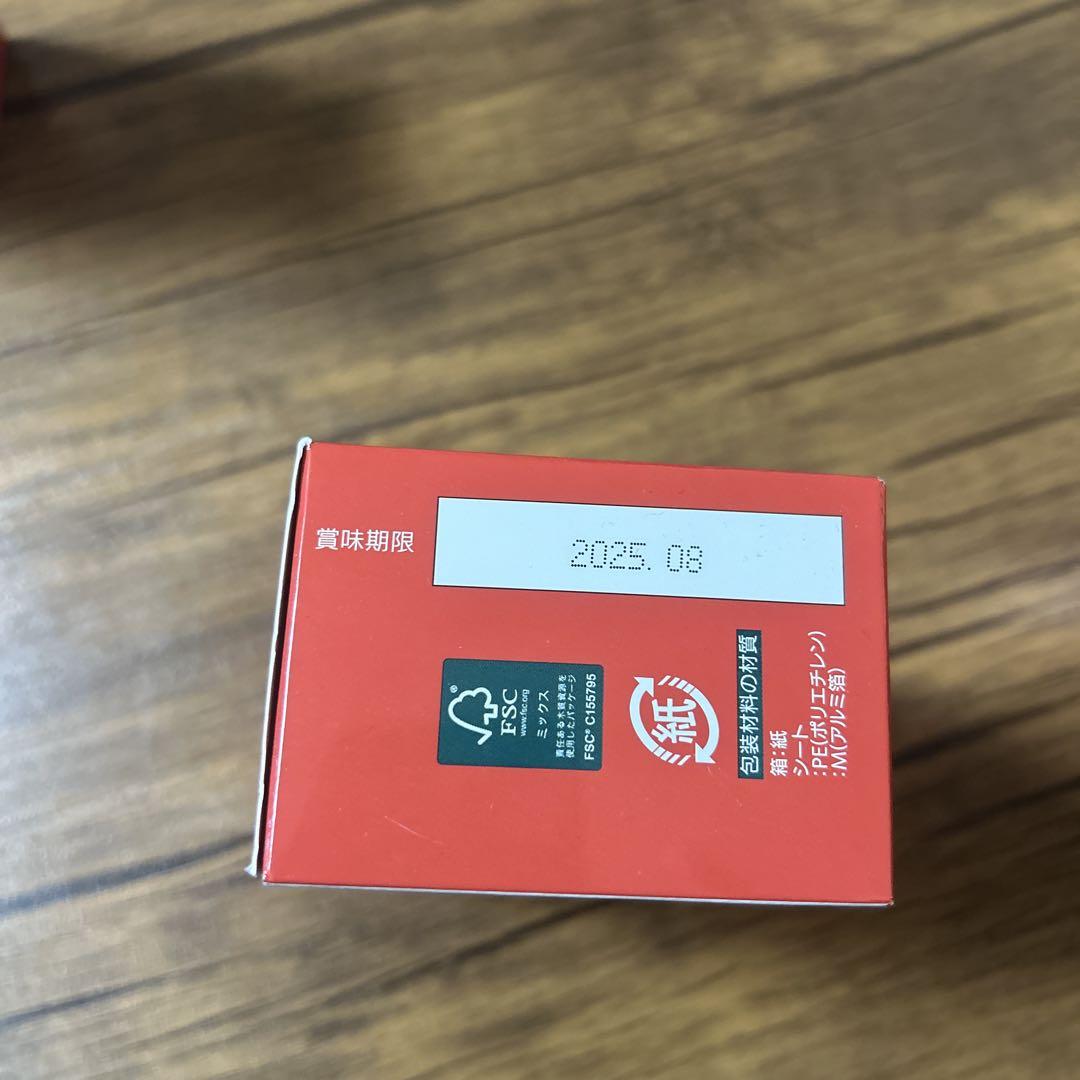 賞味期限
2025. 08
FSC
www.fsc.org
ミックス
責任ある木質資源を
使用したパッケージ
FSC® C155795
紙
包装材料の材質
箱:紙
シート
:PE(ポリエチレン)
:M(アルミ箔)